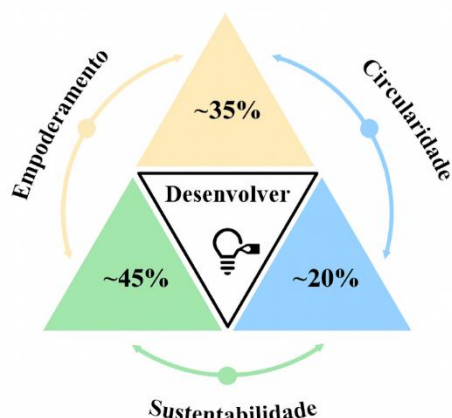 Empoderamento
Circularidade
~35%
Desenvolver
~45%
~20%
Sustentabilidade